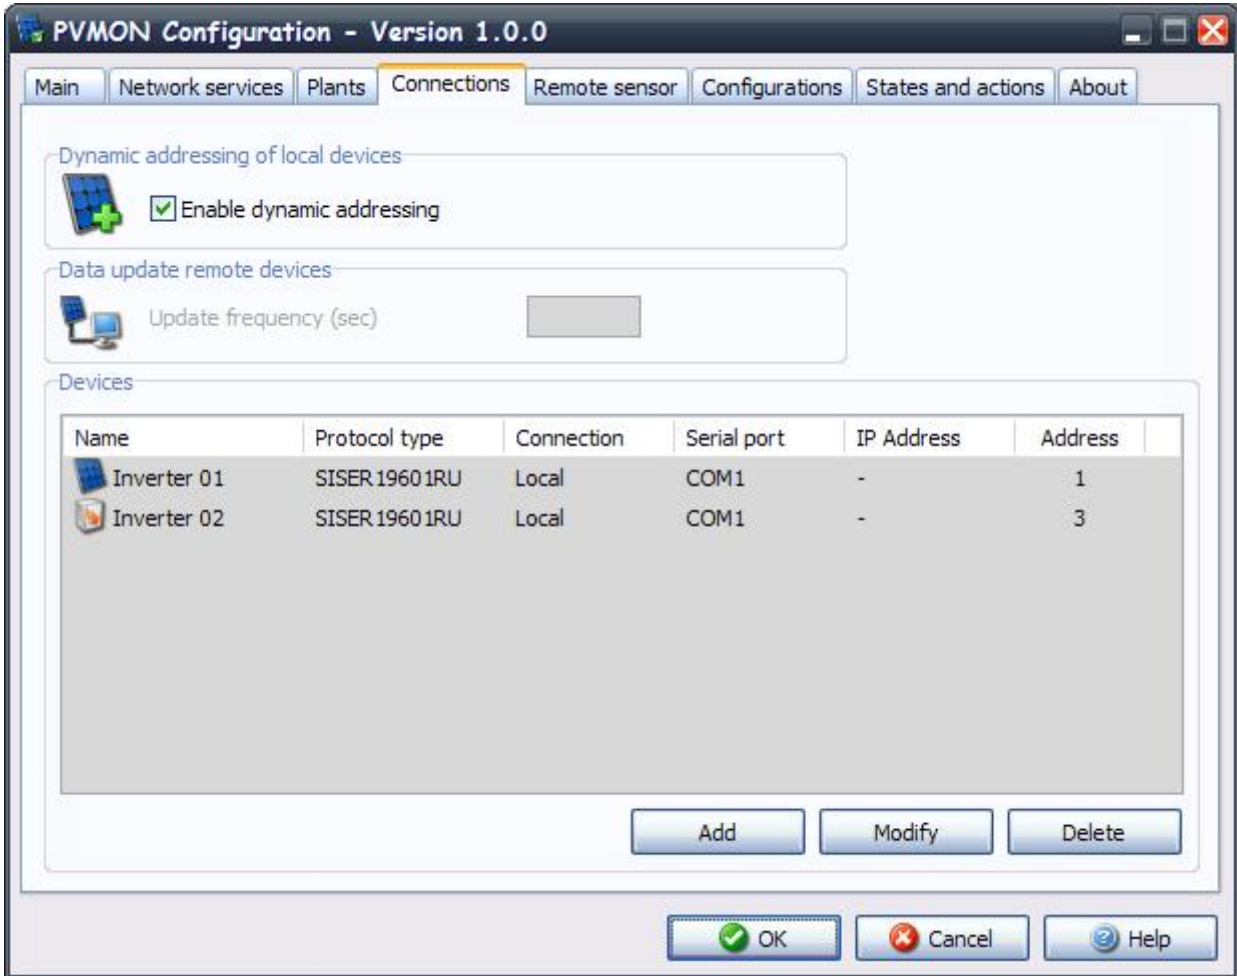 PVMON Configuration - Version 1.0.0
Main Network services Plants Connections Remote sensor Configurations States and actions About
Dynamic addressing of local devices
Enable dynamic addressing
Data update remote devices
Update frequency (sec)
Devices
Name Protocol type Connection Serial port IP Address Address
Inverter 01 SISER19601RU Local COM1 - 1
Inverter 02 SISER19601RU Local COM1 - 3
Add Modify Delete
OK Cancel Help